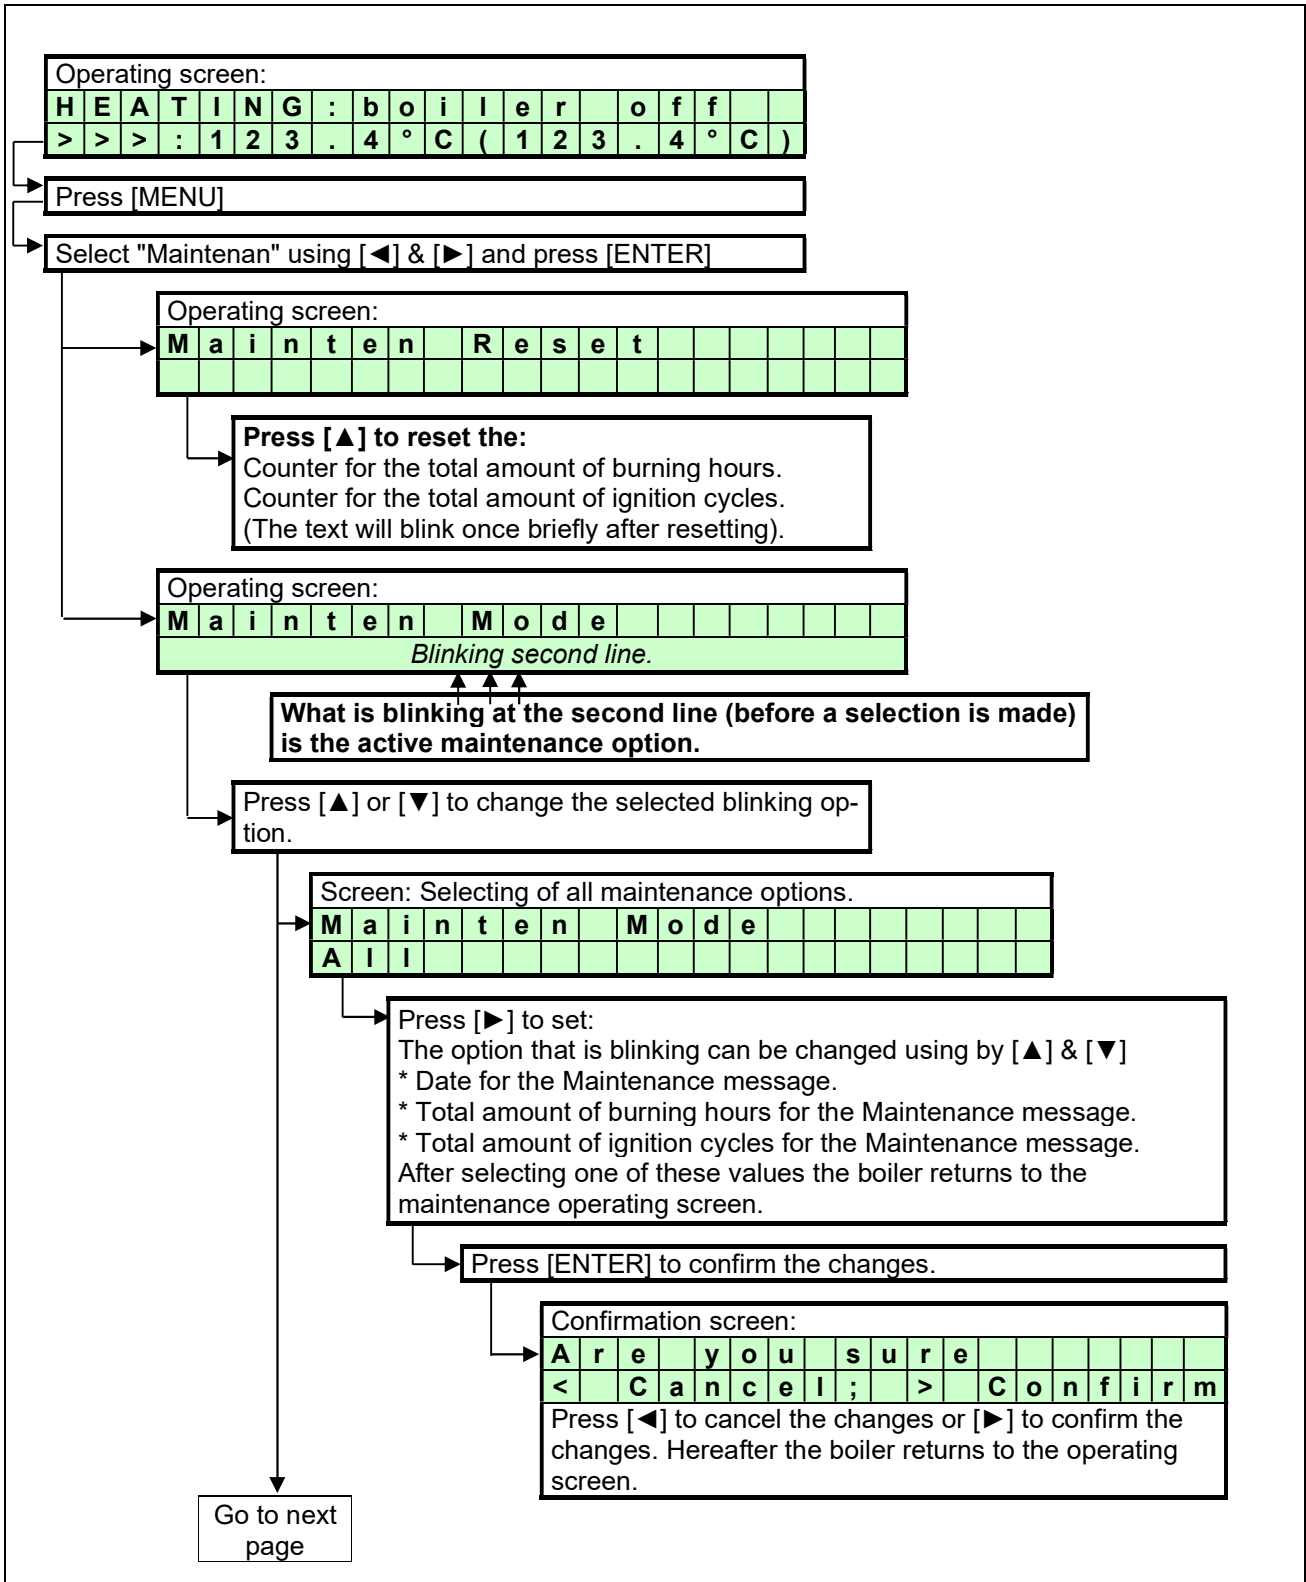 Operating screen:
HEATING:boiler off
>>>:123.4°C(123.4°C)
Press [MENU]
Select "Maintenan" using [◄] & [►] and press [ENTER]
Operating screen:
Mainten Reset
Press [▲] to reset the:
Counter for the total amount of burning hours.
Counter for the total amount of ignition cycles.
(The text will blink once briefly after resetting).
Operating screen:
Mainten Mode
Blinking second line.
What is blinking at the second line (before a selection is made)
is the active maintenance option.
Press [▲] or [▼] to change the selected blinking op-
tion.
Screen: Selecting of all maintenance options.
Mainten Mode
All
Press [►] to set:
The option that is blinking can be changed using by [▲] & [▼]
* Date for the Maintenance message.
* Total amount of burning hours for the Maintenance message.
* Total amount of ignition cycles for the Maintenance message.
After selecting one of these values the boiler returns to the
maintenance operating screen.
Press [ENTER] to confirm the changes.
Confirmation screen:
Are you sure
< Cancel; > Confirm
Press [◄] to cancel the changes or [►] to confirm the
changes. Hereafter the boiler returns to the operating
screen.
Go to next
page